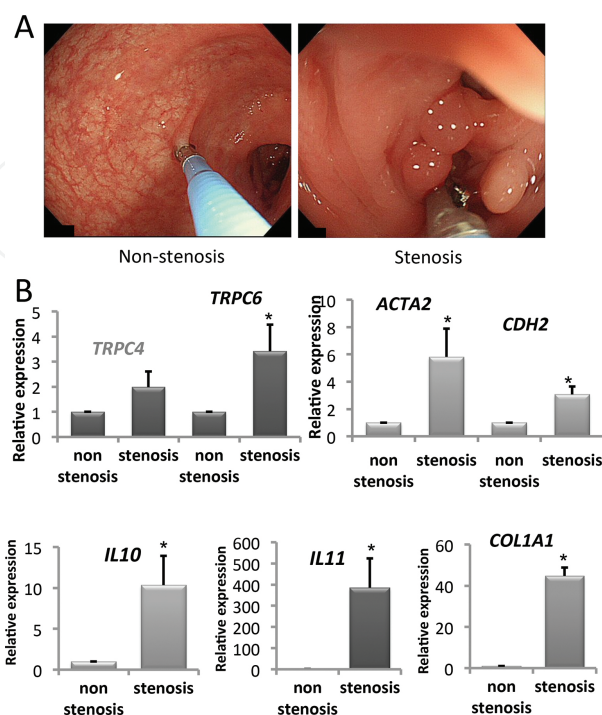 A
Non-stenosis
Stenosis
B
Relative expression
5
4
3
2
1
0
TRPC4
TRPC6
*
non stenosis
stenosis
non stenosis
stenosis
Relative expression
10
8
6
4
2
0
ACTA2
*
CDH2
*
non stenosis
stenosis
non stenosis
stenosis
Relative expression
15
10
5
0
IL10
*
non stenosis
stenosis
Relative expression
600
500
400
300
200
100
0
IL11
*
non stenosis
stenosis
Relative expression
60
40
20
0
COL1A1
*
non stenosis
stenosis